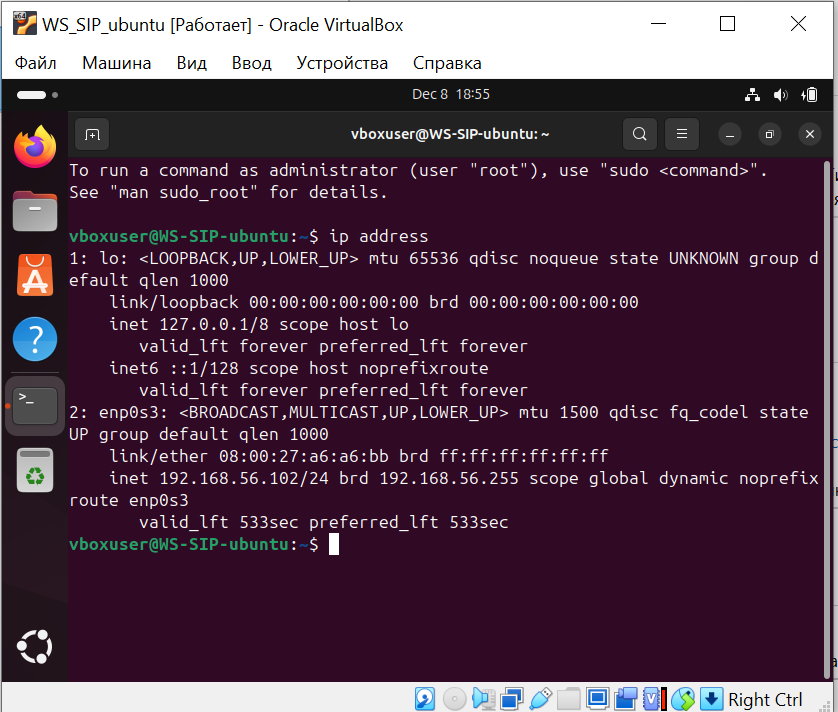 WS_SIP_ubuntu [Работает] - Oracle VirtualBox
Файл Машина Вид Ввод Устройства Справка
Dec 8 18:55
vboxuser@WS-SIP-ubuntu: ~
To run a command as administrator (user "root"), use "sudo <command>".
See "man sudo_root" for details.
vboxuser@WS-SIP-ubuntu:~$ ip address
1: lo: <LOOPBACK,UP,LOWER_UP> mtu 65536 qdisc noqueue state UNKNOWN group d
efault qlen 1000
link/loopback 00:00:00:00:00:00 brd 00:00:00:00:00:00
inet 127.0.0.1/8 scope host lo
valid_lft forever preferred_lft forever
inet6 ::1/128 scope host noprefixroute
valid_lft forever preferred_lft forever
2: enp0s3: <BROADCAST,MULTICAST,UP,LOWER_UP> mtu 1500 qdisc fq_codel state
UP group default qlen 1000
link/ether 08:00:27:a6:a6:bb brd ff:ff:ff:ff:ff:ff
inet 192.168.56.102/24 brd 192.168.56.255 scope global dynamic noprefix
route enp0s3
valid_lft 533sec preferred_lft 533sec
vboxuser@WS-SIP-ubuntu:~$
Right Ctrl